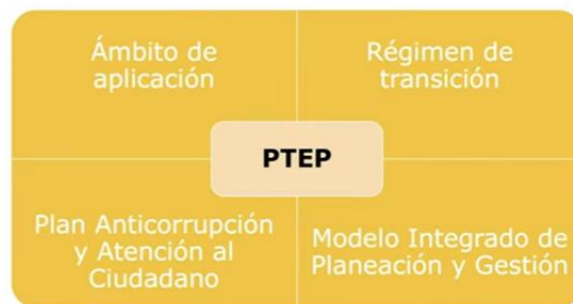 Ámbito de
aplicación
Régimen de
transición
PTEP
Plan Anticorrupción
y Atención al
Ciudadano
Modelo Integrado de
Planeación y Gestión